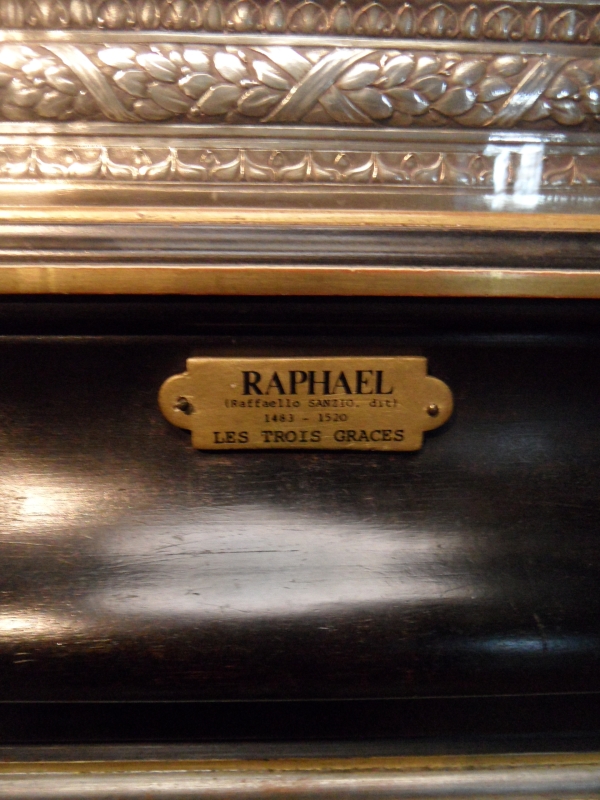 RAPHAEL
(Raffaello SANZIO, dit)
1483 - 1520
LES TROIS GRACES